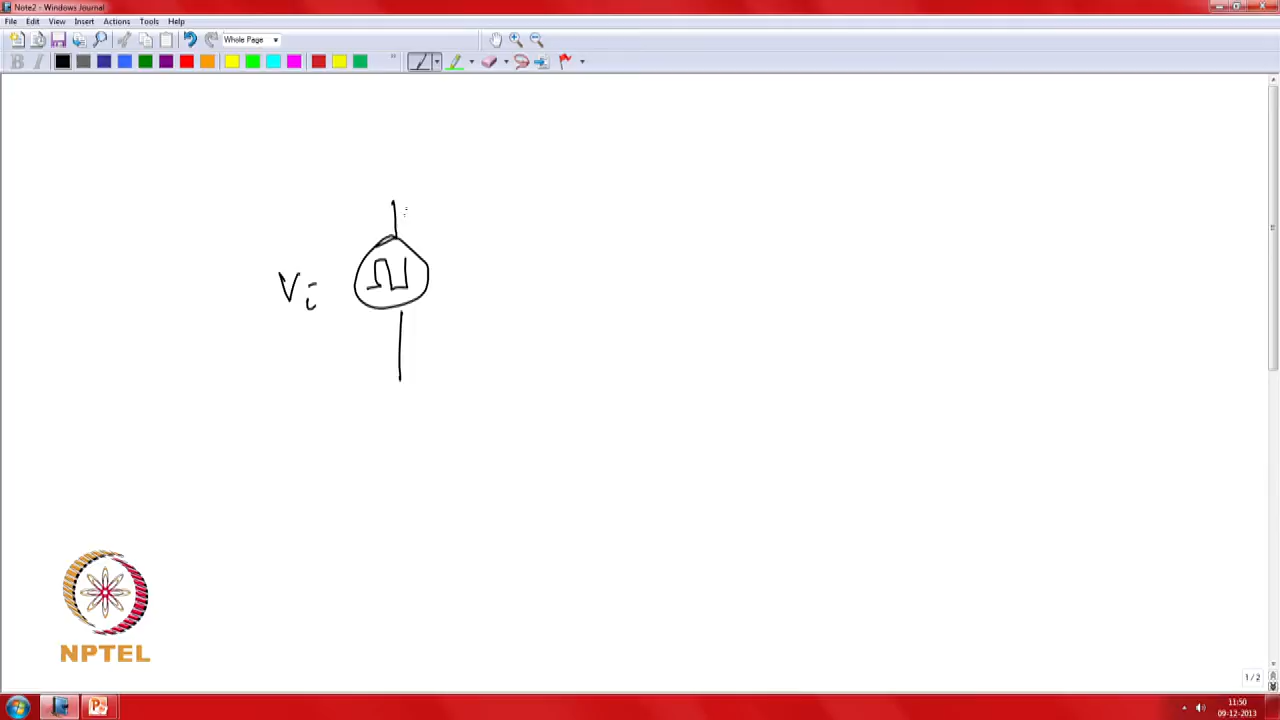 Note2 - Windows Journal
File Edit View Insert Actions Tools Help
Whole Page
B I
Vi
NPTEL
1 / 2
11:50
09-12-2013